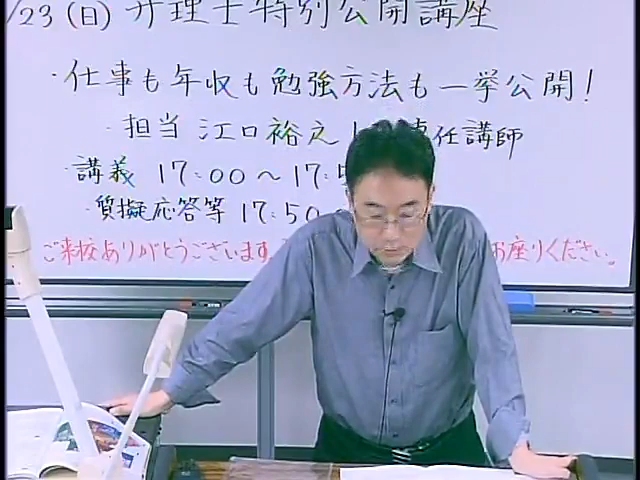 /23(日) 弁理士特別公開講座
・仕事も年収も勉強方法も一挙公開!
・担当 江口裕之 任講師
・講義 17:00~17:5
・質擬応答等 17:50
ご来校ありがとうございます。 お座りください。